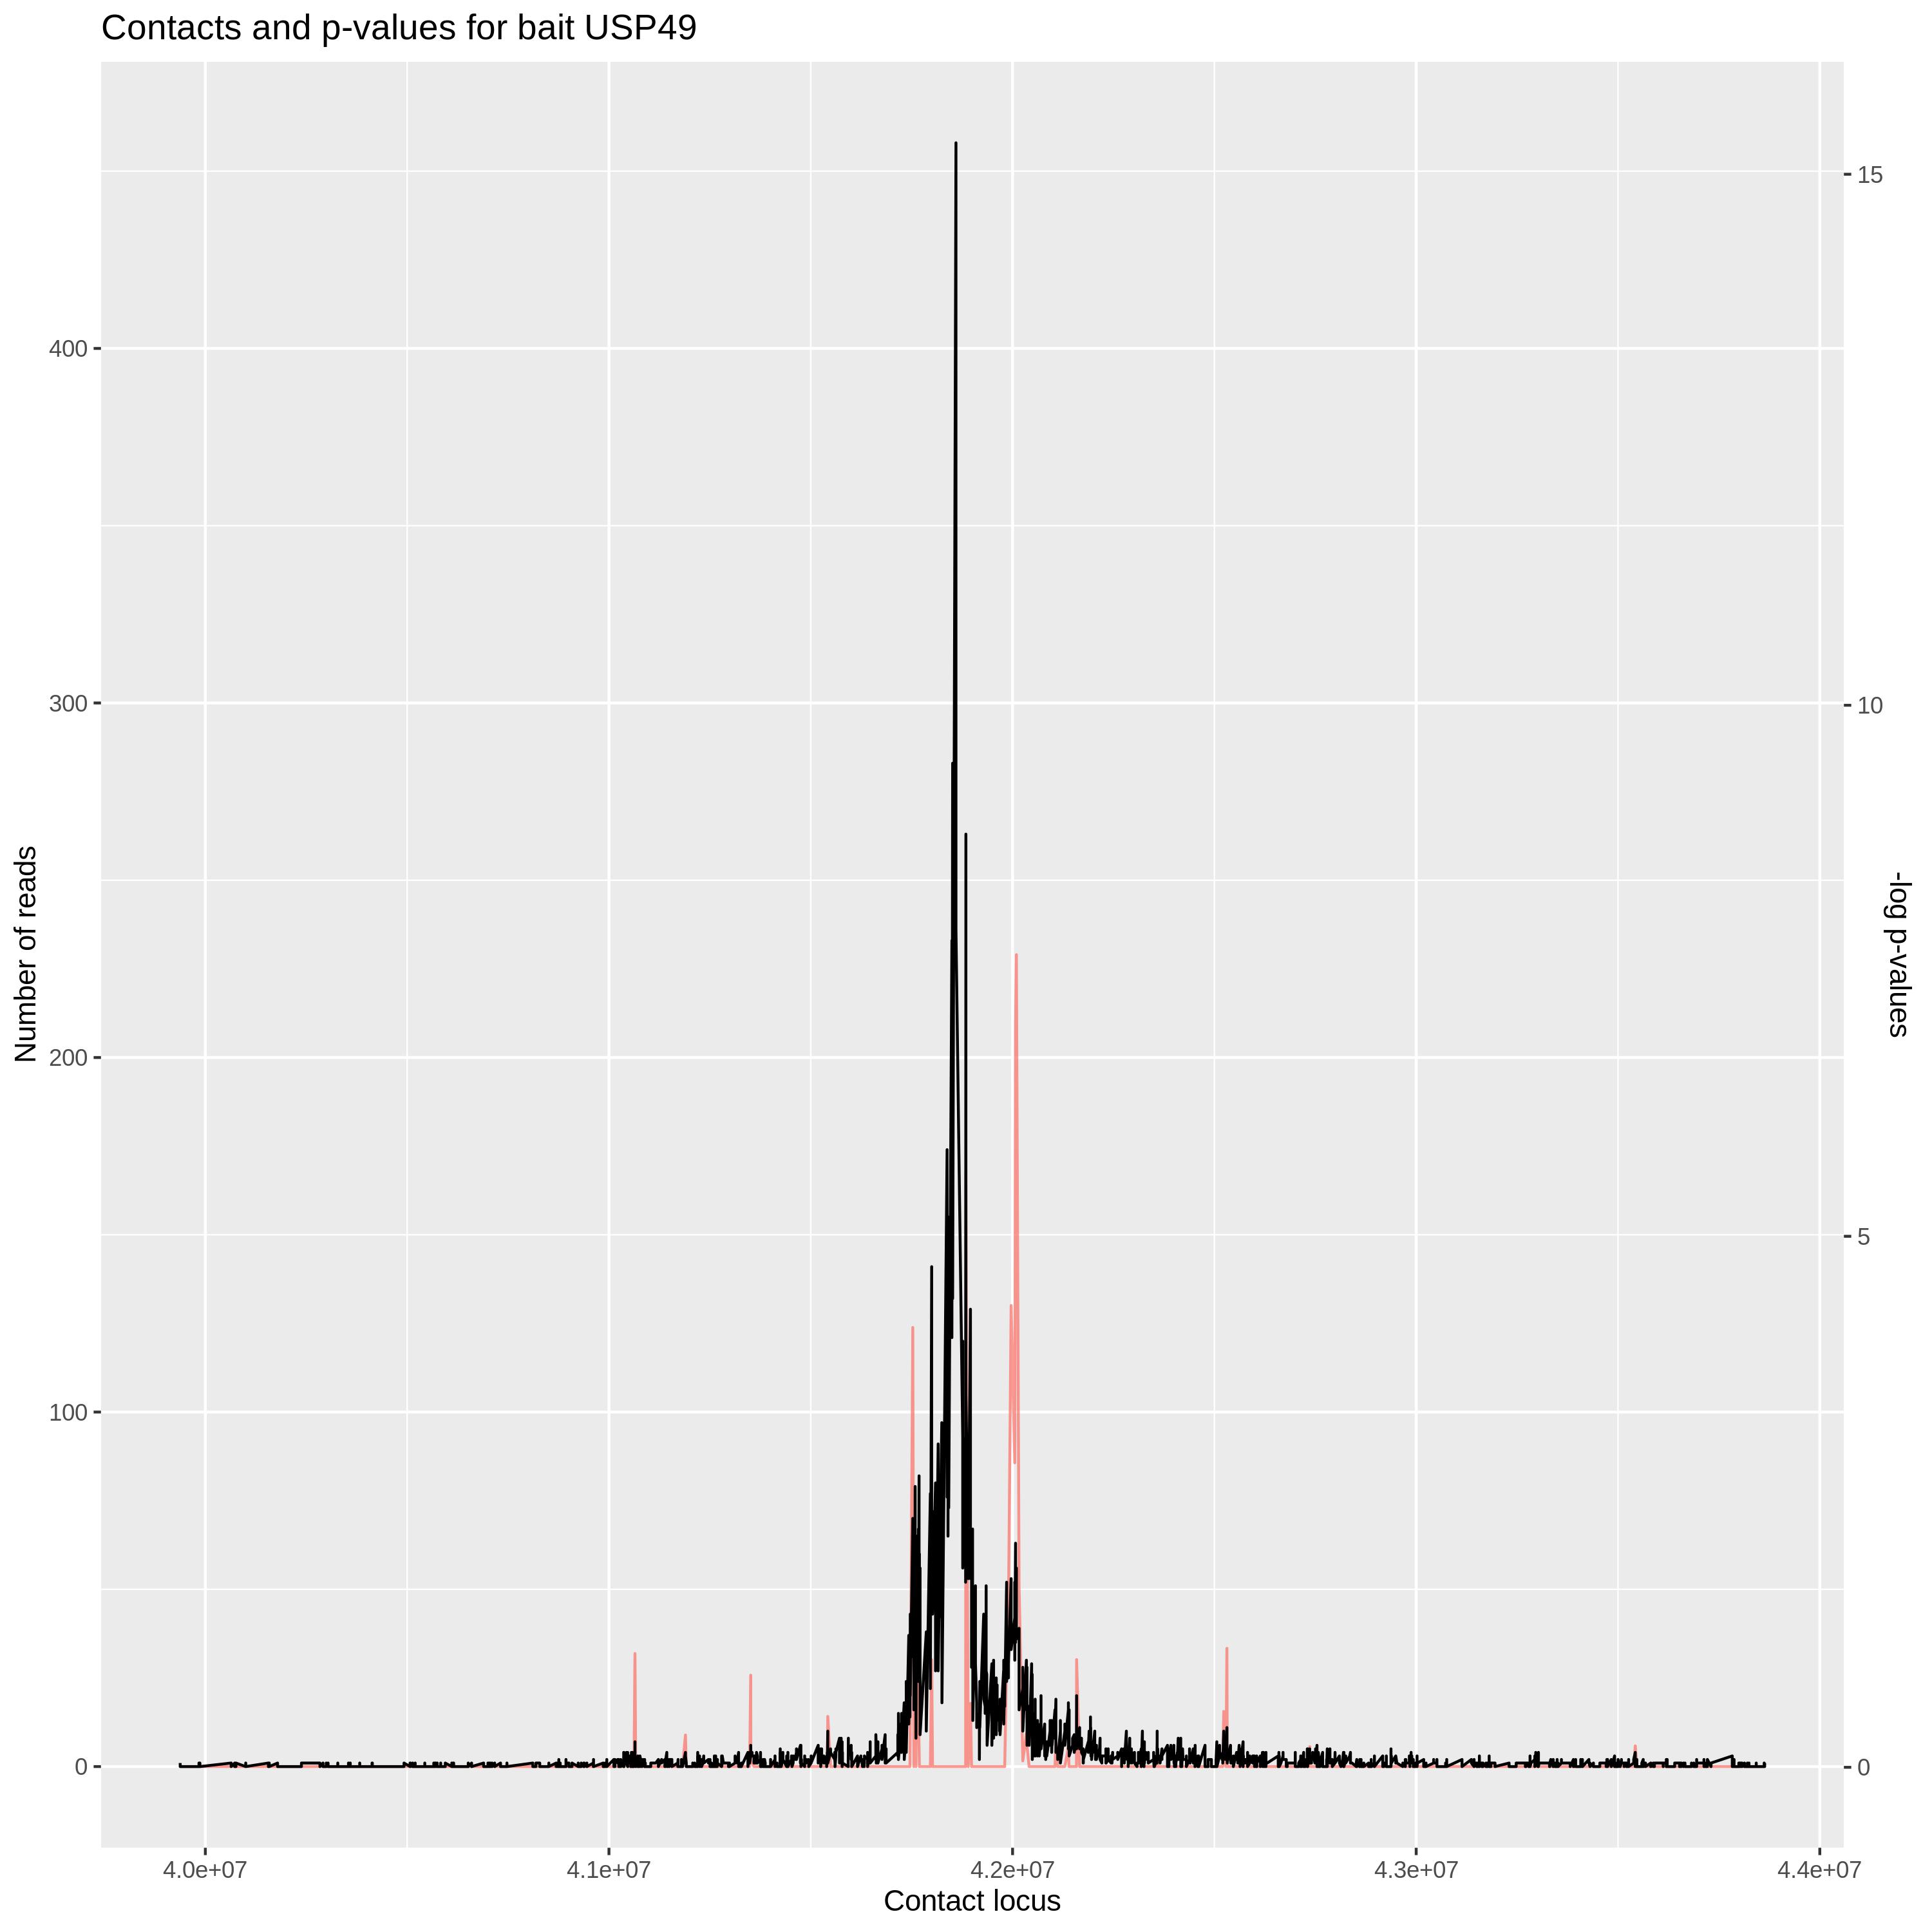 Contacts and p-values for bait USP49
Number of reads
400
300
200
100
0
15
10
5
0
-log p-values
4.0e+07 4.1e+07 4.2e+07 4.3e+07 4.4e+07
Contact locus